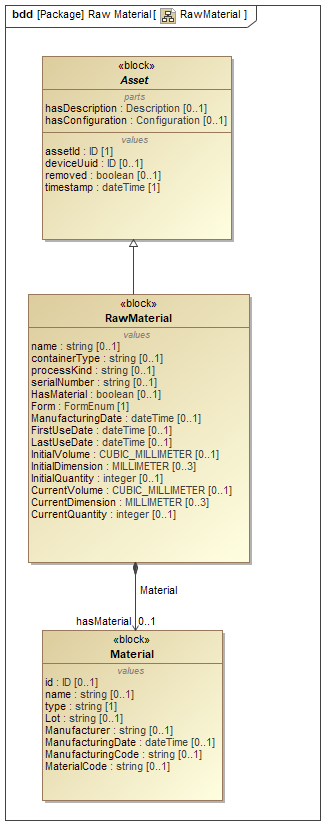 bdd [Package] Raw Material[ RawMaterial ]
«block»
Asset
parts
hasDescription : Description [0..1]
hasConfiguration : Configuration [0..1]
values
assetId : ID [1]
deviceUuid : ID [0..1]
removed : boolean [0..1]
timestamp : dateTime [1]
«block»
RawMaterial
values
name : string [0..1]
containerType : string [0..1]
processKind : string [0..1]
serialNumber : string [0..1]
HasMaterial : boolean [0..1]
Form : FormEnum [1]
ManufacturingDate : dateTime [0..1]
FirstUseDate : dateTime [0..1]
LastUseDate : dateTime [0..1]
InitialVolume : CUBIC_MILLIMETER [0..1]
InitialDimension : MILLIMETER [0..3]
InitialQuantity : integer [0..1]
CurrentVolume : CUBIC_MILLIMETER [0..1]
CurrentDimension : MILLIMETER [0..3]
CurrentQuantity : integer [0..1]
Material
hasMaterial 0..1
«block»
Material
values
id : ID [0..1]
name : string [0..1]
type : string [1]
Lot : string [0..1]
Manufacturer : string [0..1]
ManufacturingDate : dateTime [0..1]
ManufacturingCode : string [0..1]
MaterialCode : string [0..1]